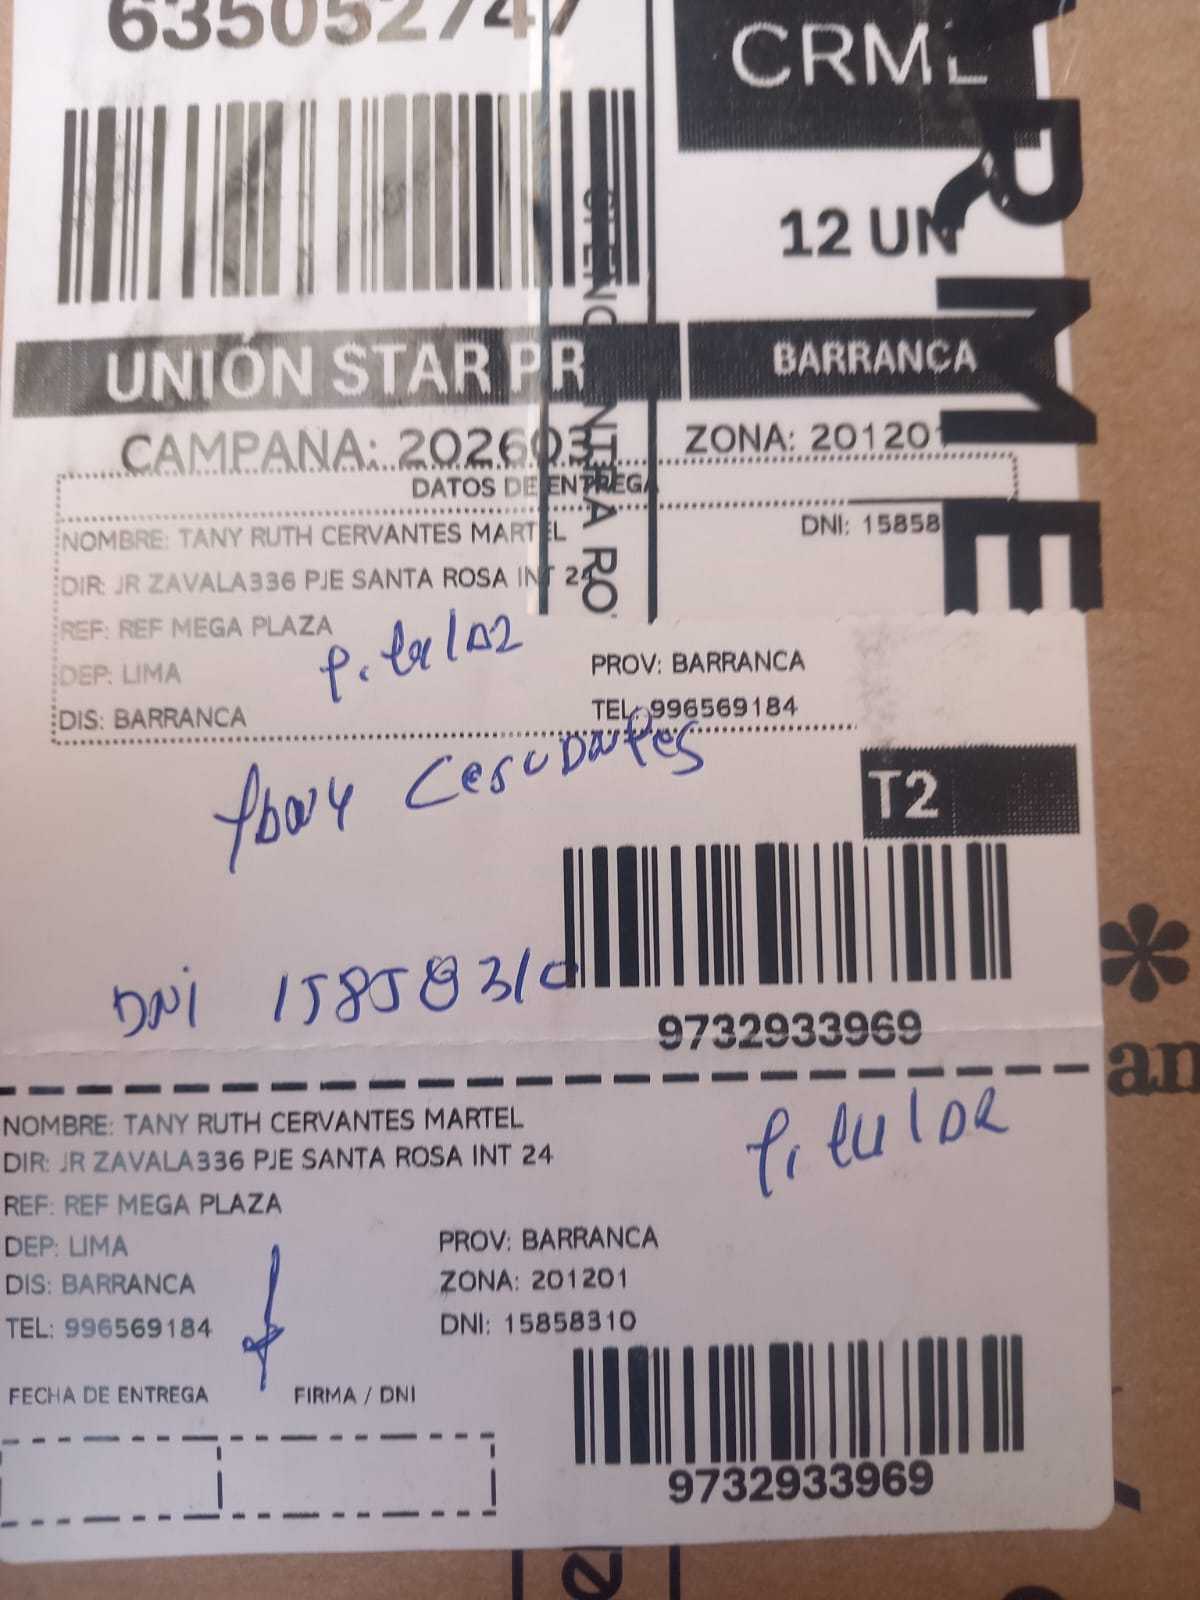 635052747
CRML
12 UN
UNIÓN STAR PR
BARRANCA
CAMPAÑA: 202603
ZONA: 201201
DATOS DE ENTREGA
NOMBRE: TANY RUTH CERVANTES MARTEL
DNI: 15858
DIR: JR ZAVALA336 PJE SANTA ROSA INT 24
REF: REF MEGA PLAZA
DEP: LIMA
PROV: BARRANCA
DIS: BARRANCA
TEL: 996569184
T2
DNI 15858310
9732933969
NOMBRE: TANY RUTH CERVANTES MARTEL
DIR: JR ZAVALA336 PJE SANTA ROSA INT 24
REF: REF MEGA PLAZA
DEP: LIMA
PROV: BARRANCA
DIS: BARRANCA
ZONA: 201201
TEL: 996569184
DNI: 15858310
FECHA DE ENTREGA
FIRMA / DNI
9732933969
an